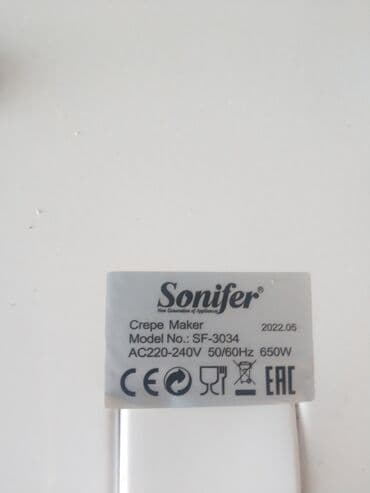 Sonifer®
New Generation of Appliances
Crepe Maker 2022.05
Model No.: SF-3034
AC220-240V 50/60Hz 650W
CE EAC